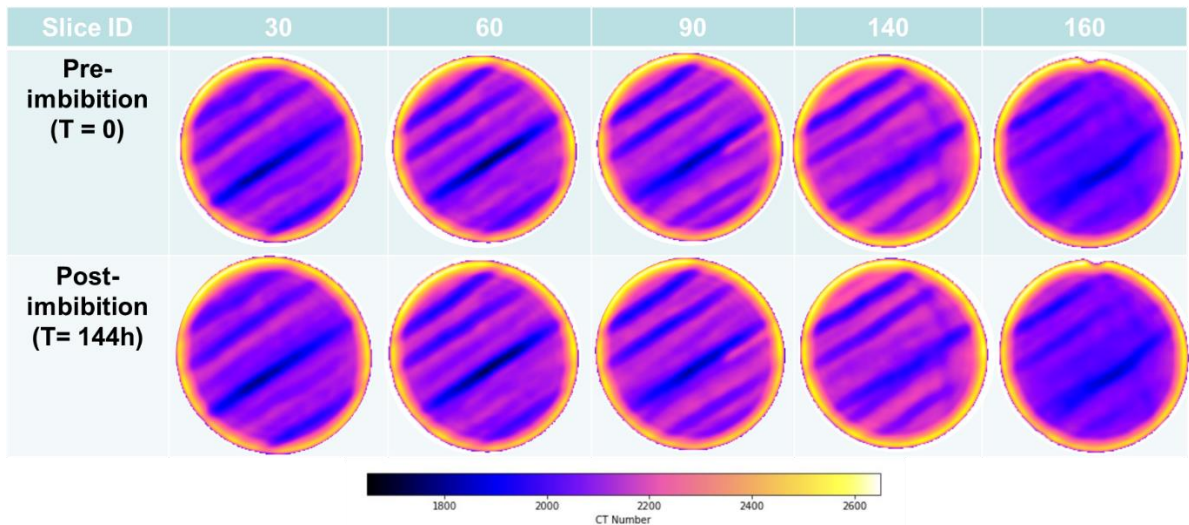 Slice ID 30 60 90 140 160
Pre-
imbibition
(T = 0)
Post-
imbibition
(T= 144h)
1800 2000 2200 2400 2600
CT Number